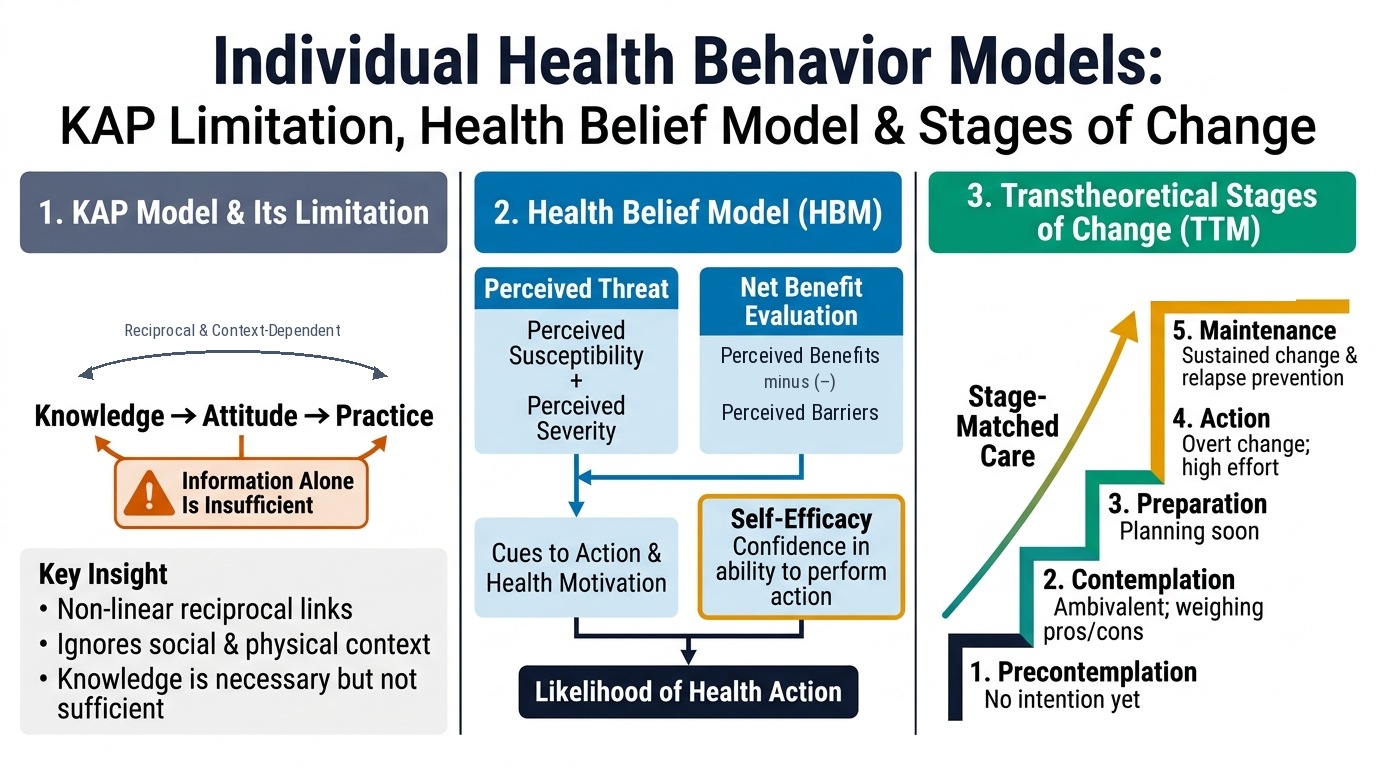 Individual Health Behavior Models:
KAP Limitation, Health Belief Model & Stages of Change
1. KAP Model & Its Limitation
Reciprocal & Context-Dependent
Knowledge → Attitude → Practice
Information Alone
Is Insufficient
Key Insight
• Non-linear reciprocal links
• Ignores social & physical context
• Knowledge is necessary but not
sufficient
2. Health Belief Model (HBM)
Perceived Threat
Perceived
Susceptibility
+
Perceived
Severity
Net Benefit
Evaluation
Perceived Benefits
minus (–)
Perceived Barriers
Cues to Action &
Health Motivation
Self-Efficacy
Confidence in
ability to perform
action
Likelihood of Health Action
3. Transtheoretical Stages
of Change (TTM)
Stage-
Matched
Care
5. Maintenance
Sustained change &
relapse prevention
4. Action
Overt change;
high effort
3. Preparation
Planning soon
2. Contemplation
Ambivalent; weighing
pros/cons
1. Precontemplation
No intention yet